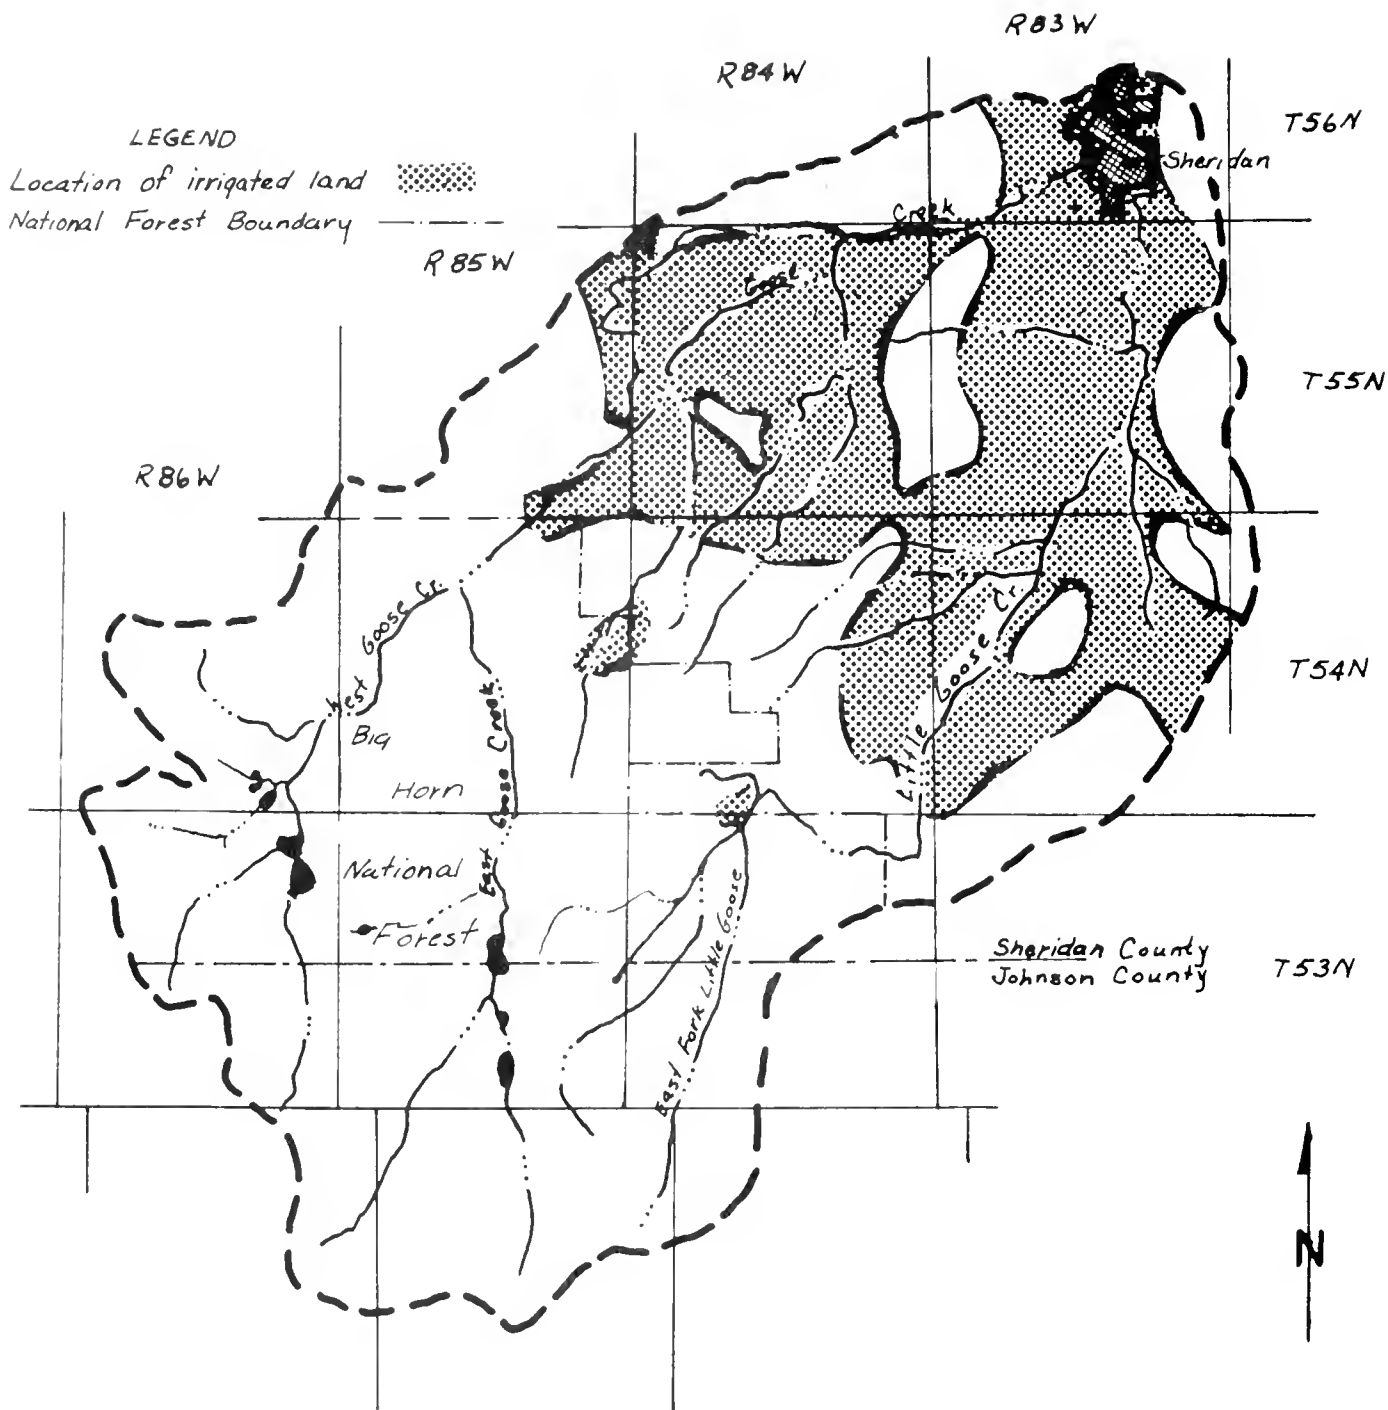 R83W
R84W
T56N
LEGEND
Location of irrigated land
National Forest Boundary
Sheridan
Creek
R85W
Goose
T55N
R86W
West Goose Cr.
Little Goose Cr.
T54N
Big
Horn
National
Forest
East Goose Creek
East Fork Little Goose
Sheridan County
Johnson County
T53N
N